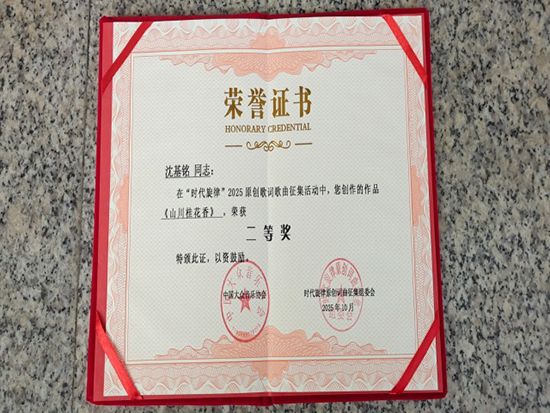 荣誉证书
HONORARY CREDENTIAL
沈基铭 同志：
在“时代旋律”2025原创歌词歌曲征集活动中，您创作的作品
《山川桂花香》，荣获
二等奖
特颁此证，以资鼓励。
中国大众音乐协会
时代旋律原创词曲征集组委会
2025年10月